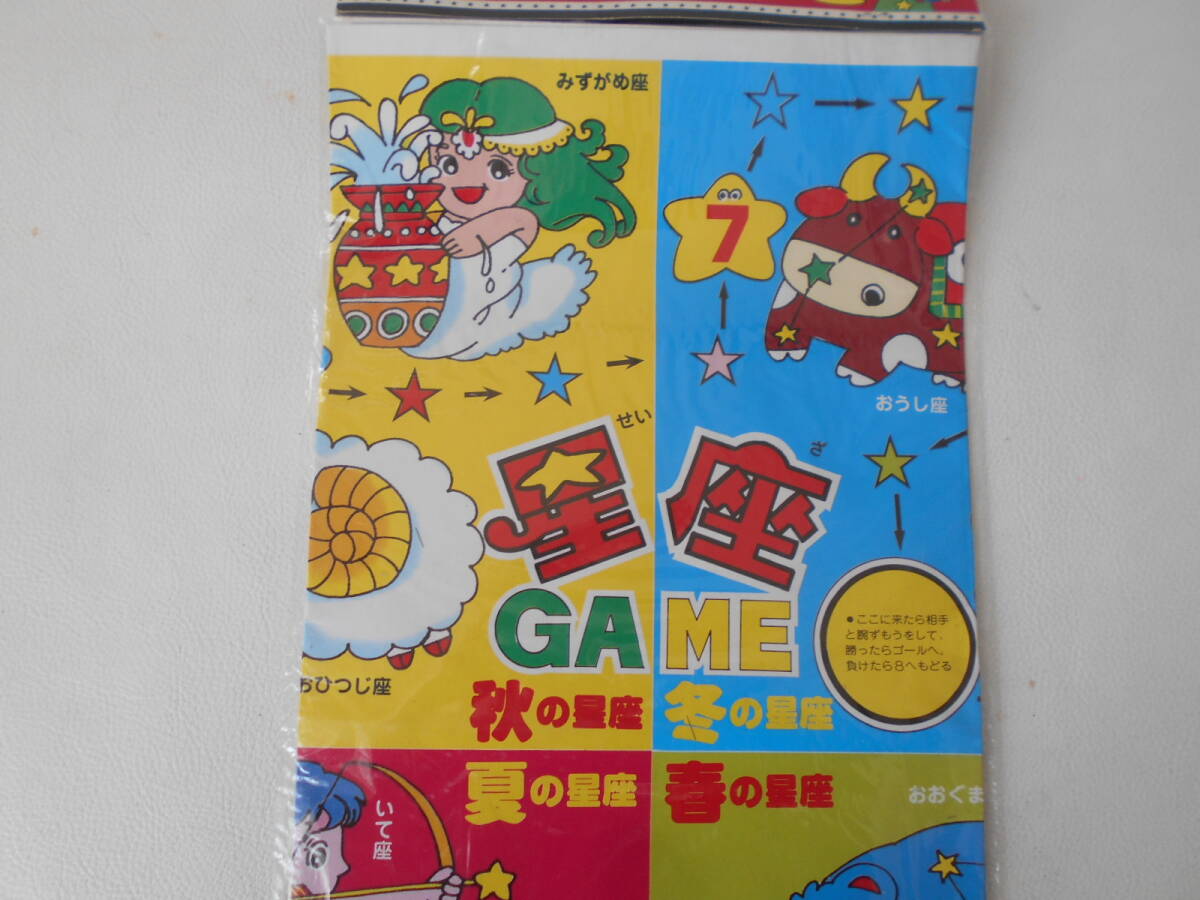 みずがめ座
7
おうし座
せい
ざ
星座
GAME
●ここに来たら相手
と腕ずもうをして、
勝ったらゴールへ。
負けたら8へもどる
おひつじ座
秋の星座
冬の星座
夏の星座
春の星座
いて座
おおぐま